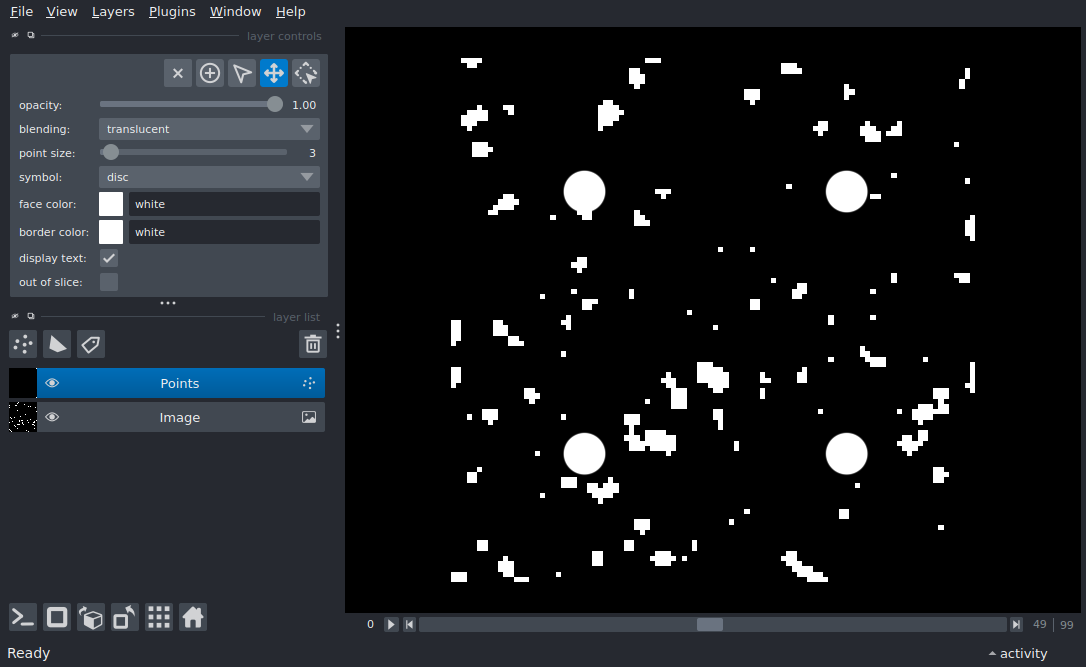 File View Layers Plugins Window Help
layer controls
opacity: 1.00
blending: translucent
point size: 3
symbol: disc
face color: white
border color: white
display text:
out of slice:
layer list
Points
Image
0 49 99
Ready activity